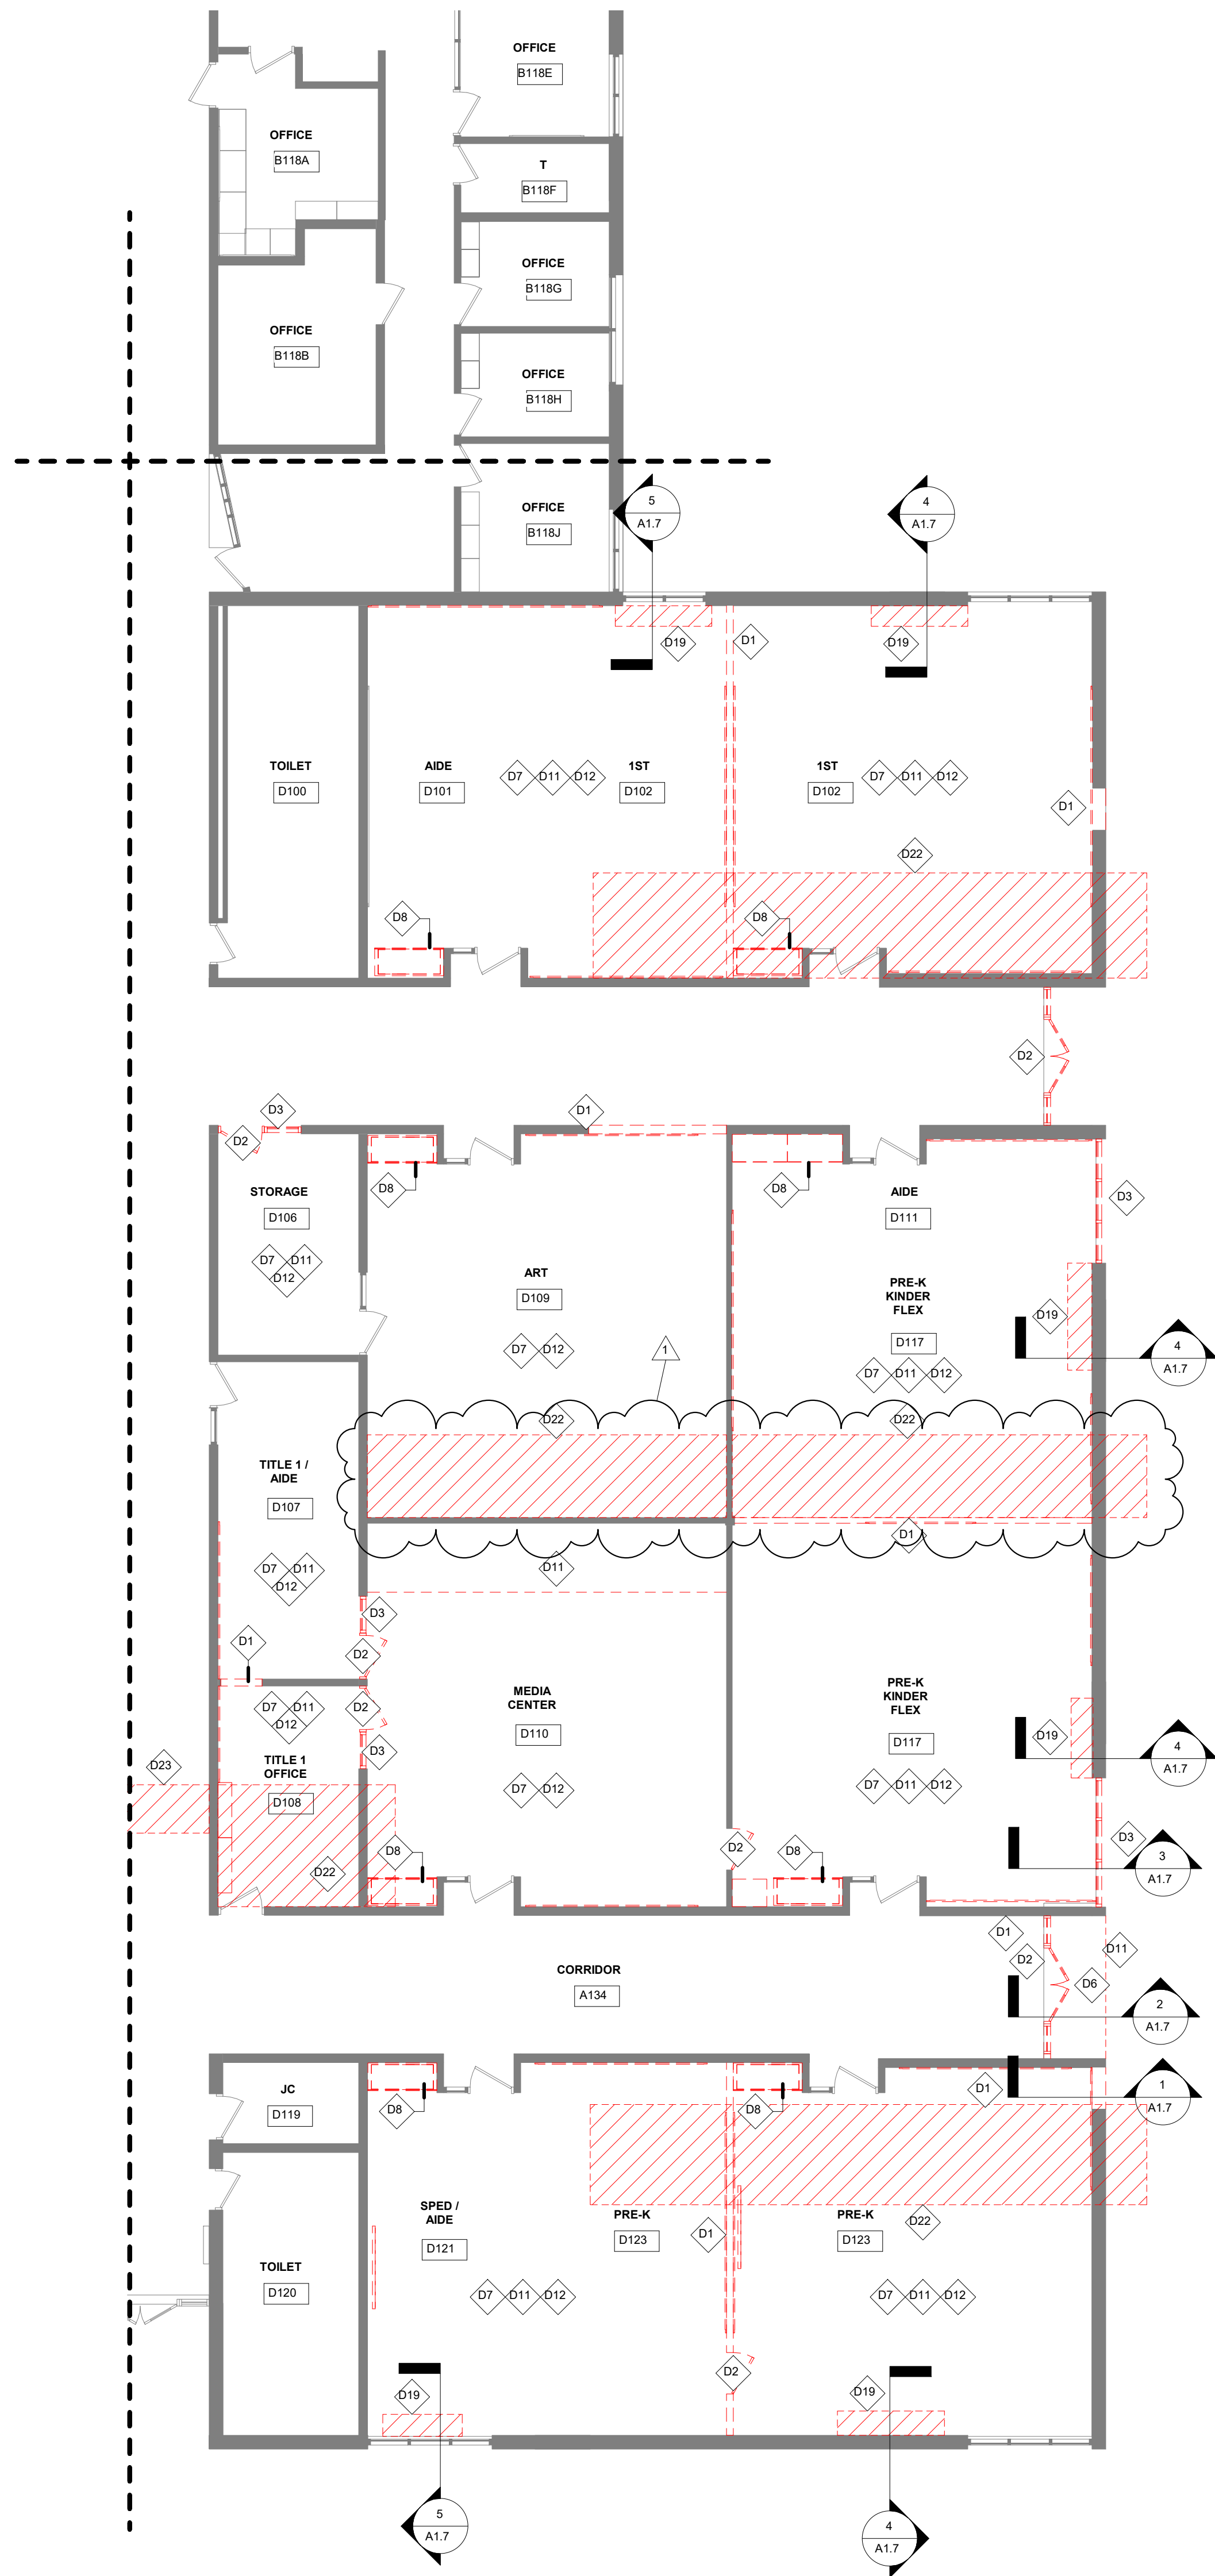 OFFICE
B118E
OFFICE
B118A
T
B118F
OFFICE
B118G
OFFICE
B118B
OFFICE
B118H
OFFICE
B118J
5
A1.7
4
A1.7
D19
D1
D19
TOILET
D100
AIDE
D101
D7
D11
D12
1ST
D102
1ST
D102
D7
D11
D12
D1
D22
D8
D8
D2
D3
D2
D1
STORAGE
D106
D7
D11
D12
D8
D8
AIDE
D111
D3
ART
D109
PRE-K
KINDER
FLEX
D117
D19
4
A1.7
D7
D12
1
D7
D11
D12
D22
D22
TITLE 1 /
AIDE
D107
D1
D11
D7
D11
D12
D3
D1
D2
D7
D11
D12
D2
D3
MEDIA
CENTER
D110
PRE-K
KINDER
FLEX
D117
D19
4
A1.7
D23
TITLE 1
OFFICE
D108
D7
D12
D7
D11
D12
D22
D8
D2
D8
D3
3
A1.7
CORRIDOR
A134
D1
D2
D11
D6
2
A1.7
JC
D119
D8
D8
D1
1
A1.7
SPED /
AIDE
D121
PRE-K
D123
D1
PRE-K
D123
D22
TOILET
D120
D7
D11
D12
D7
D11
D12
D2
D19
D19
5
A1.7
4
A1.7